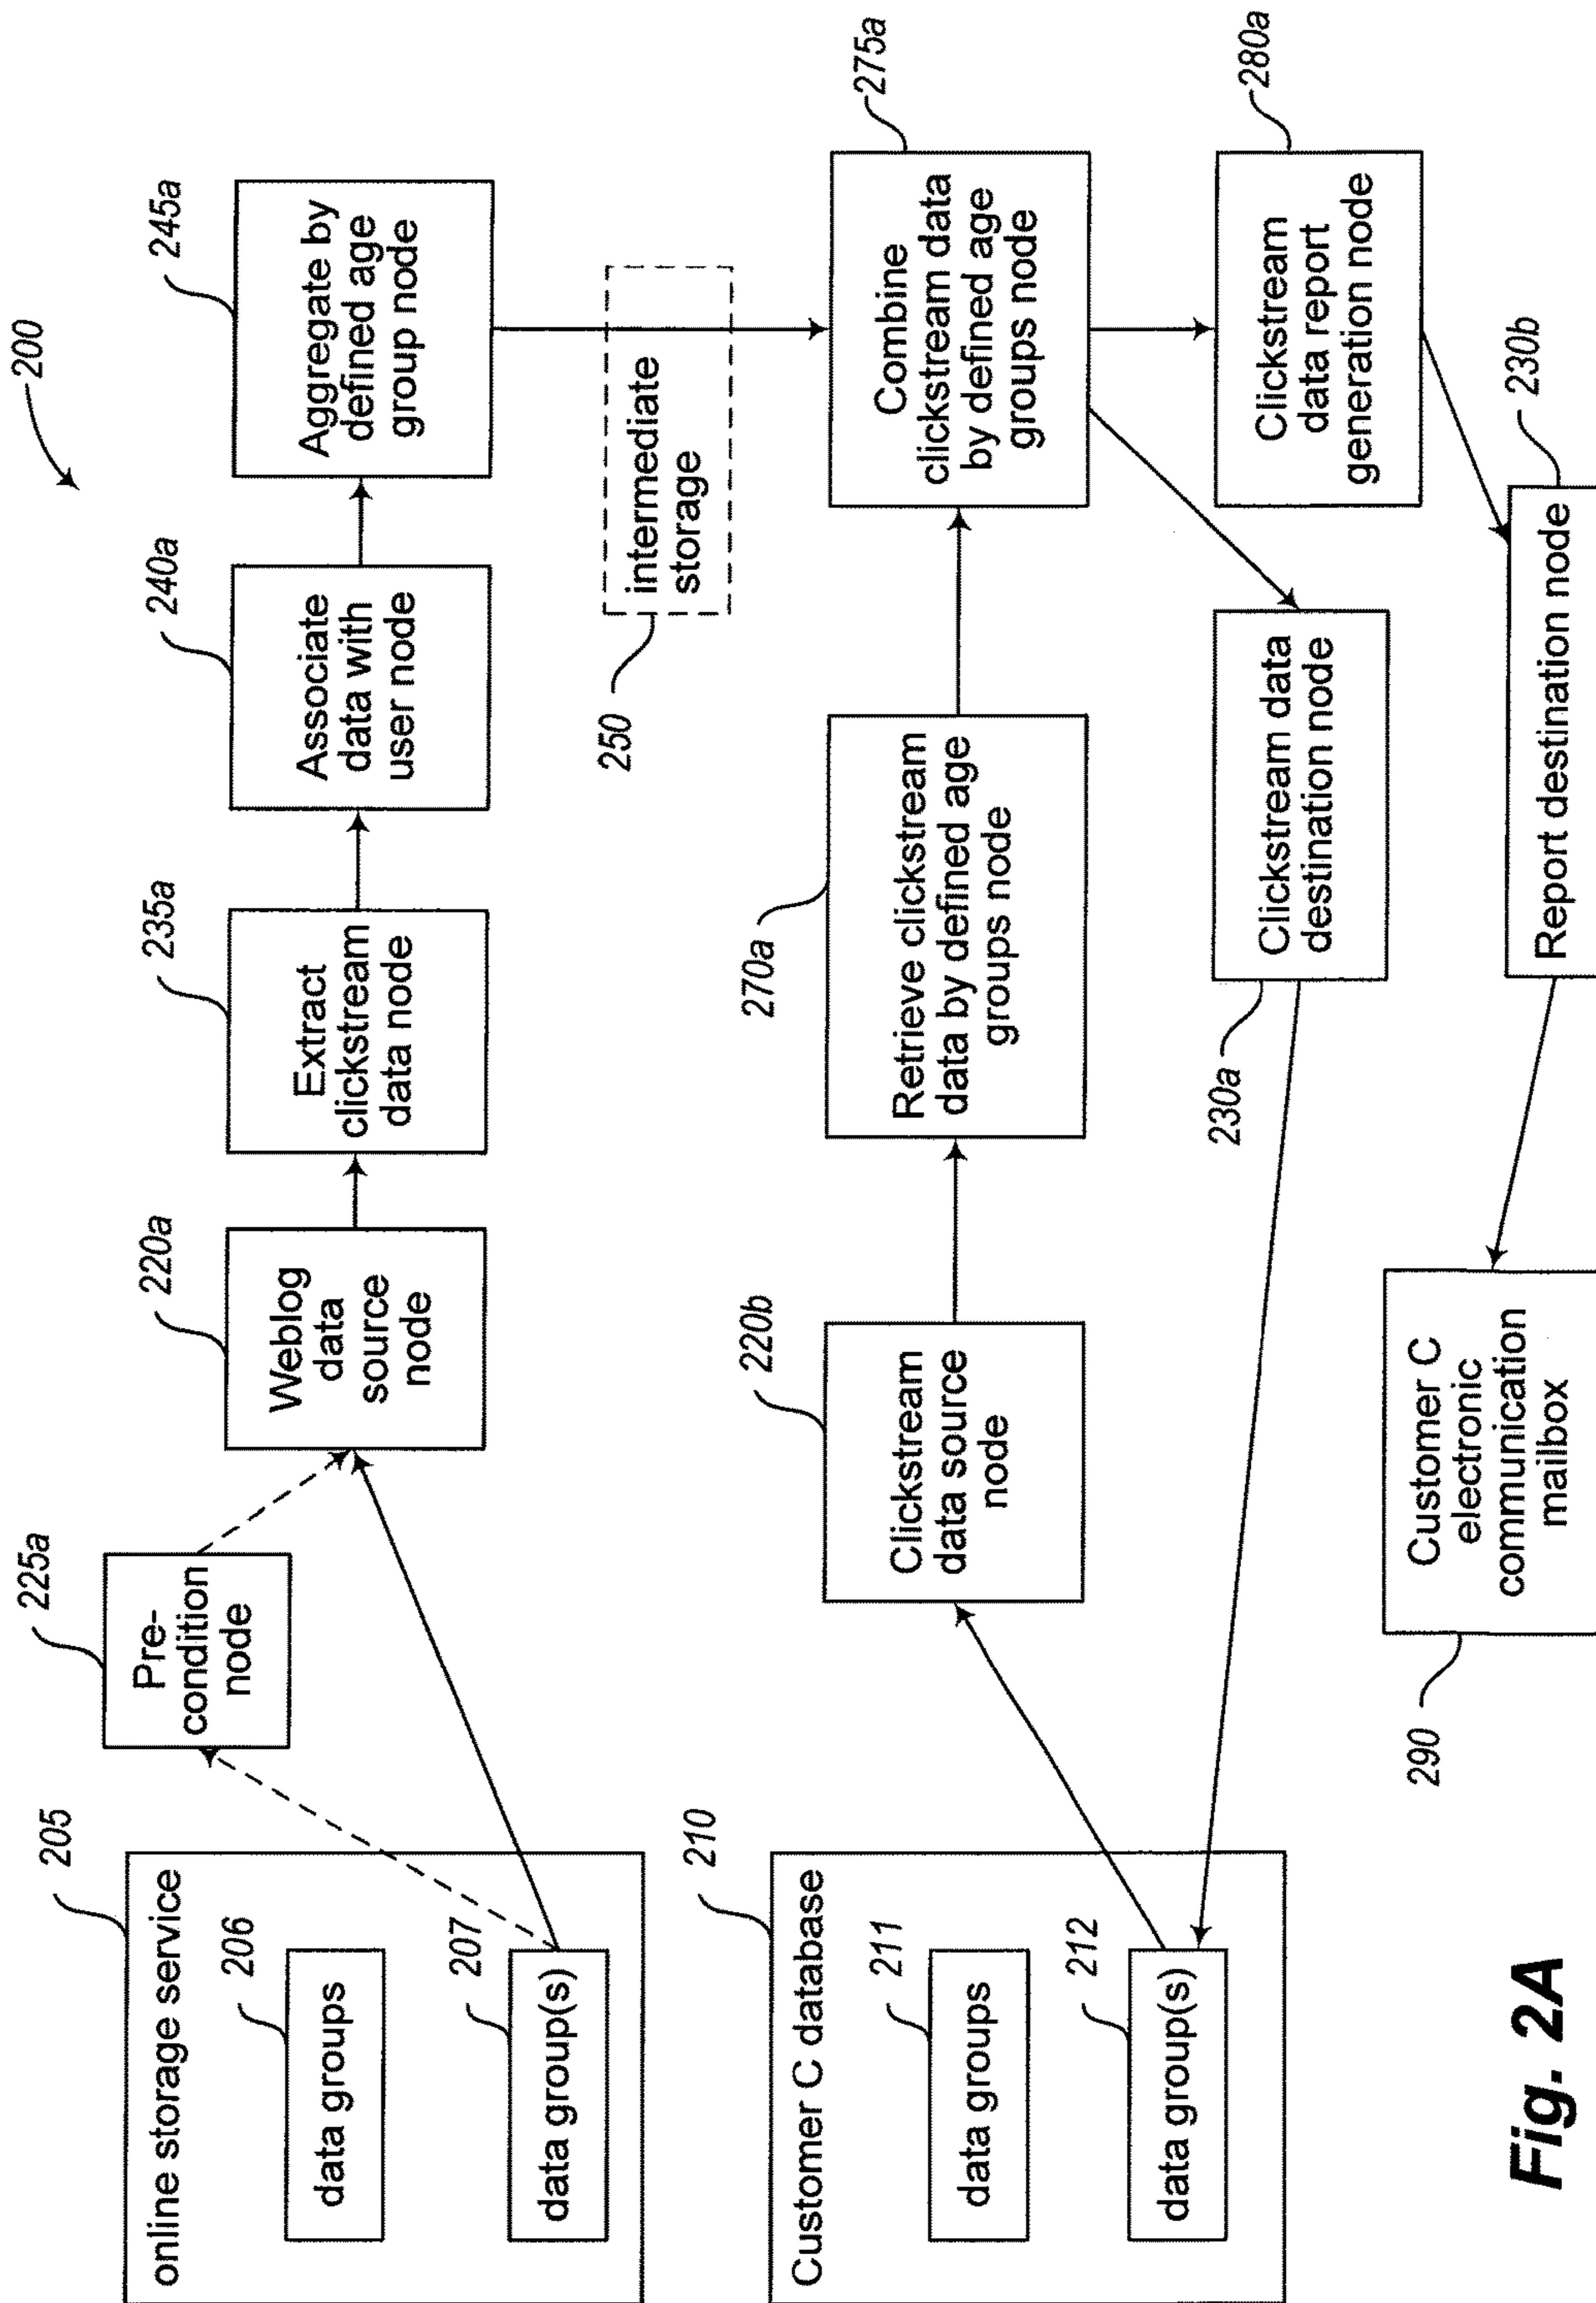 200
205
online storage service
206
data groups
207
data group(s)
225a
Pre-
condition
node
220a
Weblog
data
source
node
235a
Extract
clickstream
data node
240a
Associate
data with
user node
245a
Aggregate by
defined age
group node
intermediate
storage
250
210
Customer C database
211
data groups
212
data group(s)
220b
Clickstream
data source
node
270a
Retrieve clickstream
data by defined age
groups node
275a
Combine
clickstream data
by defined age
groups node
230a
Clickstream data
destination node
280a
Clickstream
data report
generation node
230b
Report destination node
290
Customer C
electronic
communication
mailbox
Fig. 2A